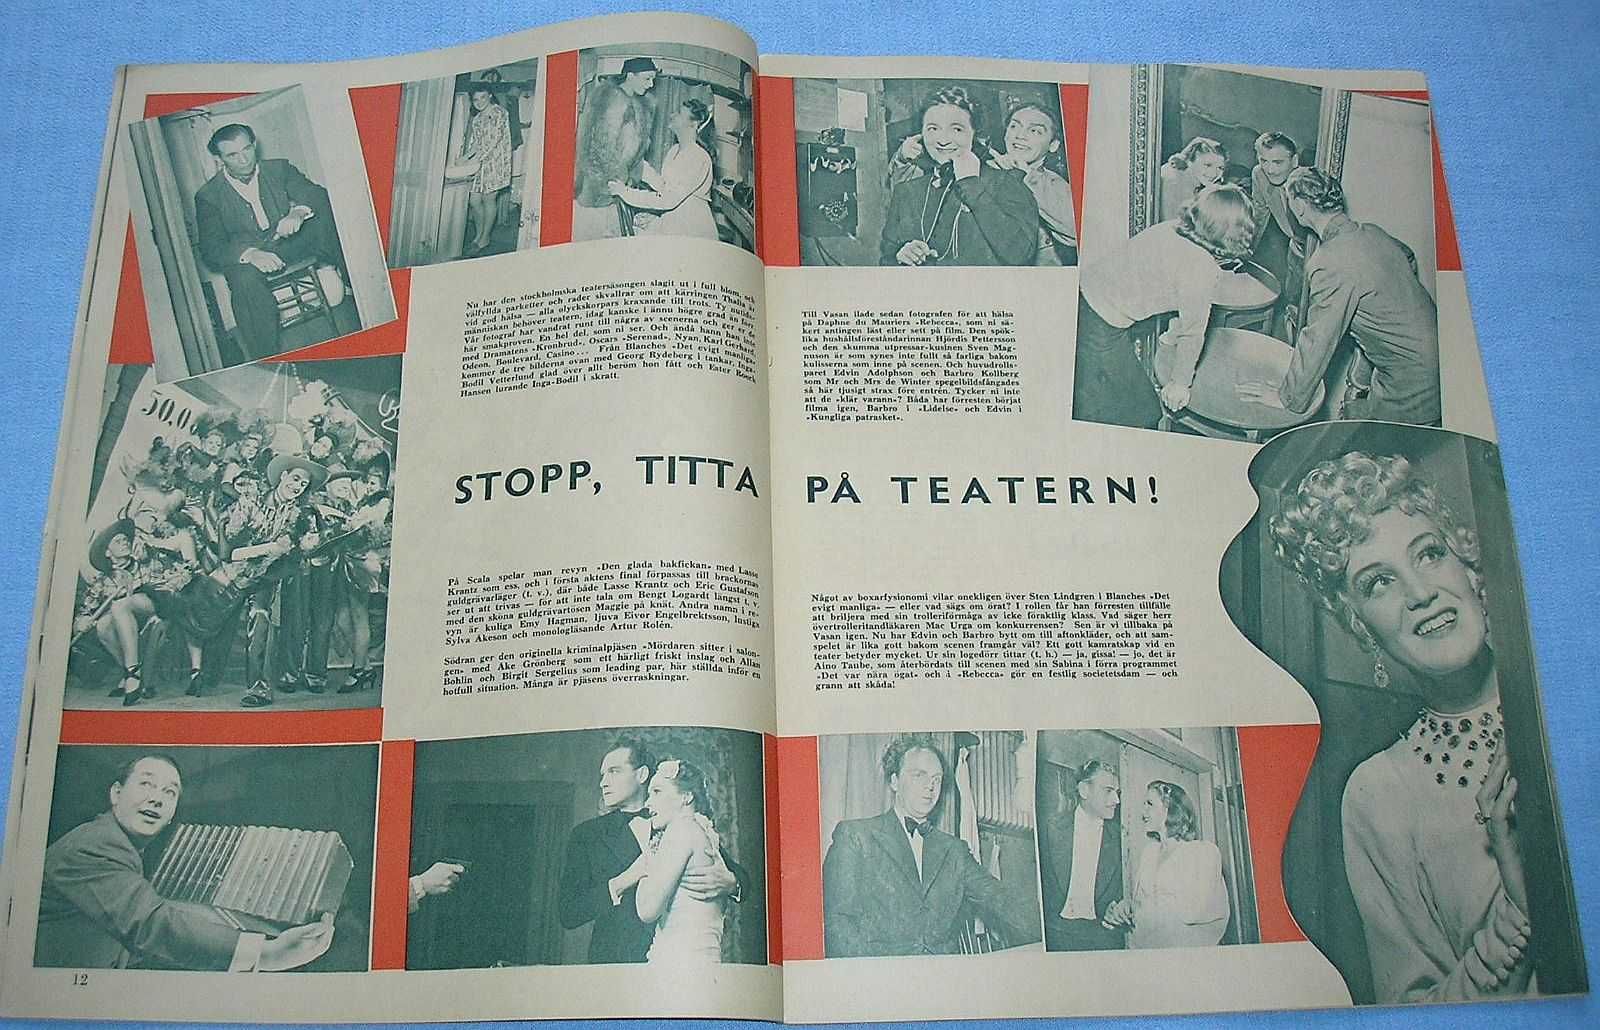 Nu har den stockholmska teatersäsongen slagit ut i full blom, och
välfyllda parketter och rader skvallrar om att kärringen Thalia är
vid god hälsa — alla olyckskorpars kraxande till trots. Ty nutids-
människan behöver teatern, idag kanske i ännu högre grad än förr.
Vår fotograf har vandrat runt till några av scenerna och ger er de
här smakproven. En hel del, som ni ser. Och ändå hann han inte
med Dramatens »Kronbrud», Oscars »Serenad», Nyan, Karl Gerhard,
Odeon, Boulevard, Casino... Från Blanches »Det evigt manliga»
kommer de tre bilderna ovan med Georg Rydeberg i tankar, Inga-
Bodil Vetterlund glad över allt beröm hon fått och Ester Roeck
Hansen lurande Inga-Bodil i skratt.
Till Vasan ilade sedan fotografen för att hälsa
på Daphne du Mauriers »Rebecca», som ni sä-
kert antingen läst eller sett på film. Den spök-
lika hushållsföreståndarinnan Hjördis Pettersson
och den skumma utpressar-kusinen Sven Mag-
nuson är som synes inte fullt så farliga bakom
kulisserna som inne på scenen. Och huvudrolls-
paret Edvin Adolphson och Barbro Kollberg
som Mr och Mrs de Winter spegelbildsfångades
så här tjusigt strax före entrén. Tycker ni inte
att de »klär varann»? Båda har förresten börjat
filma igen, Barbro i »Lidelse» och Edvin i
»Kungliga patrasket».
50,0
STOPP, TITTA PÅ TEATERN!
På Scala spelar man revyn »Den glada bakfickan» med Lasse
Krantz som ess, och i första aktens final förpassas till brackornas
guldgrävarläger (t. v.), där både Lasse Krantz och Eric Gustafson
ser ut att trivas — för att inte tala om Bengt Logardt längst t. v.
med den sköna guldgrävartösen Maggie på knät. Andra namn i re-
vyn är kuliga Emy Hagman, ljuva Eivor Engelbrektsson, lustiga
Sylva Åkeson och monologläsande Artur Rolén.
Södran ger den originella kriminalpjäsen »Mördaren sitter i salon-
gen» med Åke Grönberg som ett härligt friskt inslag och Allan
Bohlin och Birgit Sergelius som leading par, här ställda inför en
hotfull situation. Många är pjäsens överraskningar.
Något av boxarfysionomi vilar onekligen över Sten Lindgren i Blanches »Det
evigt manliga» — eller vad sägs om örat? I rollen får han förresten tillfälle
att briljera med sin trolleriförmåga av icke föraktlig klass. Vad säger herr
övertrolleritandläkaren Mac Urga om konkurrensen? Sen är vi tillbaka på
Vasan igen. Nu har Edvin och Barbro bytt om till aftonkläder, och att sam-
spelet är lika gott bakom scenen framgår väl? Ett gott kamratskap vid en
teater betyder mycket. Ur sin logedörr tittar (t. h.) — ja, gissa! — jo, det är
Aino Taube, som återbördats till scenen med sin Sabina i förra programmet
»Det var nära ögat» och i »Rebecca» gör en festlig societetsdam — och
grann att skåda!
12